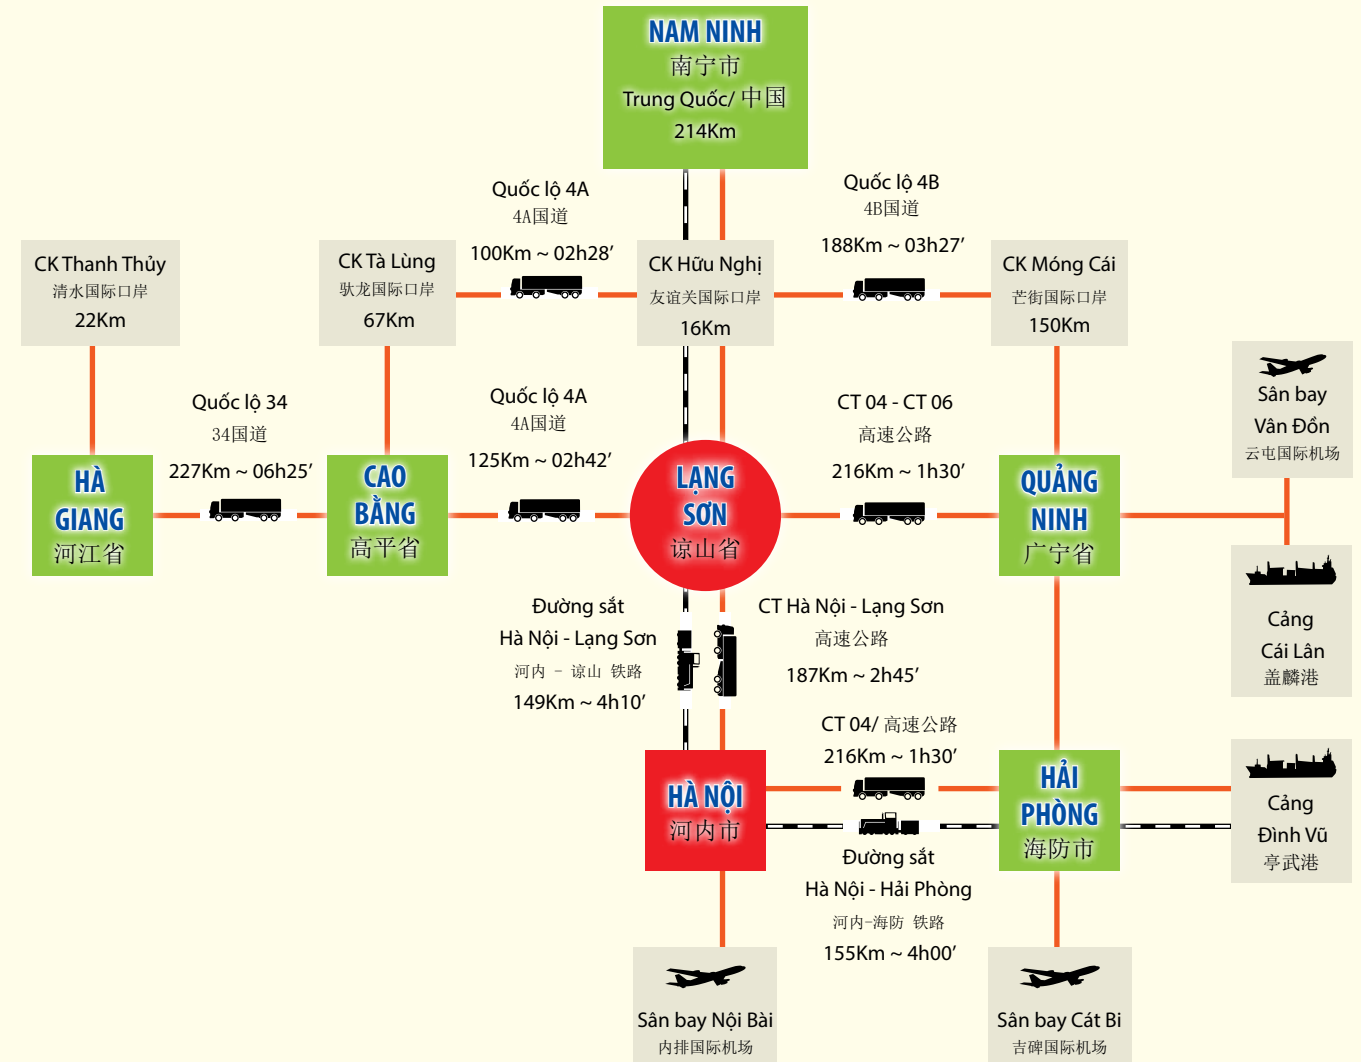 NAM NINH
南宁市
Trung Quốc/ 中国
214Km
Quốc lộ 4A
4A国道
100Km ~ 02h28’
Quốc lộ 4B
4B国道
188Km ~ 03h27’
CK Thanh Thủy
清水国际口岸
22Km
CK Tà Lùng
驮龙国际口岸
67Km
CK Hữu Nghị
友谊关国际口岸
16Km
CK Móng Cái
芒街国际口岸
150Km
Sân bay
Vân Đồn
云屯国际机场
Quốc lộ 34
34国道
227Km ~ 06h25’
Quốc lộ 4A
4A国道
125Km ~ 02h42’
CT 04 - CT 06
高速公路
216Km ~ 1h30’
HÀ
GIANG
河江省
CAO
BẰNG
高平省
LẠNG
SƠN
谅山省
QUẢNG
NINH
广宁省
Cảng
Cái Lân
盖麟港
Đường sắt
Hà Nội - Lạng Sơn
河内 - 谅山 铁路
149Km ~ 4h10’
CT Hà Nội - Lạng Sơn
高速公路
187Km ~ 2h45’
CT 04/ 高速公路
216Km ~ 1h30’
HÀ NỘI
河内市
HẢI
PHÒNG
海防市
Cảng
Đình Vũ
亭武港
Đường sắt
Hà Nội - Hải Phòng
河内-海防 铁路
155Km ~ 4h00’
Sân bay Nội Bài
内排国际机场
Sân bay Cát Bi
吉碑国际机场